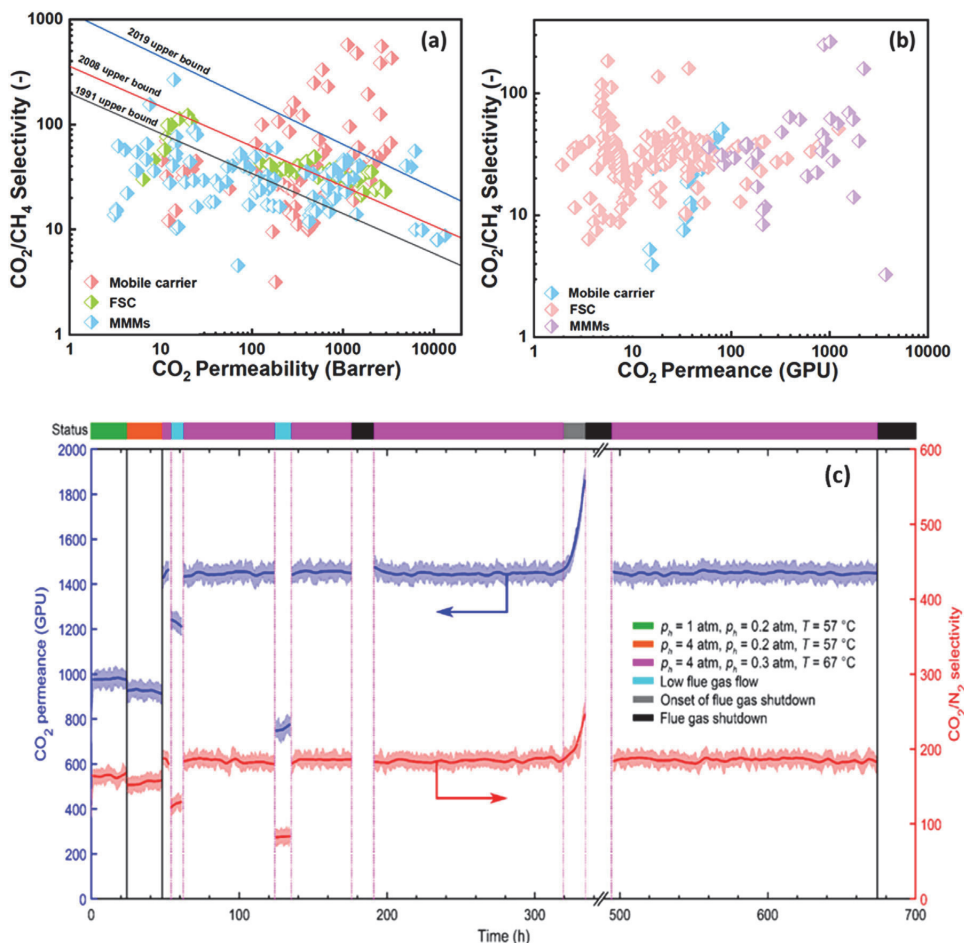 (a)
2019 upper bound
2008 upper bound
1991 upper bound
CO2/CH4 Selectivity (-)
1000
100
10
1
Mobile carrier
FSC
MMMs
1 10 100 1000 10000
CO2 Permeability (Barrer)
(b)
CO2/CH4 Selectivity (-)
100
10
1
Mobile carrier
FSC
MMMs
1 10 100 1000 10000
CO2 Permeance (GPU)
Status
(c)
CO2 permeance (GPU)
2000
1800
1600
1400
1200
1000
800
600
400
200
0
600
500
400
300
200
100
0
CO2/N2 selectivity
ph = 1 atm, ph = 0.2 atm, T = 57 °C
ph = 4 atm, ph = 0.2 atm, T = 57 °C
ph = 4 atm, ph = 0.3 atm, T = 67 °C
Low flue gas flow
Onset of flue gas shutdown
Flue gas shutdown
0 100 200 300 500 600 700
Time (h)